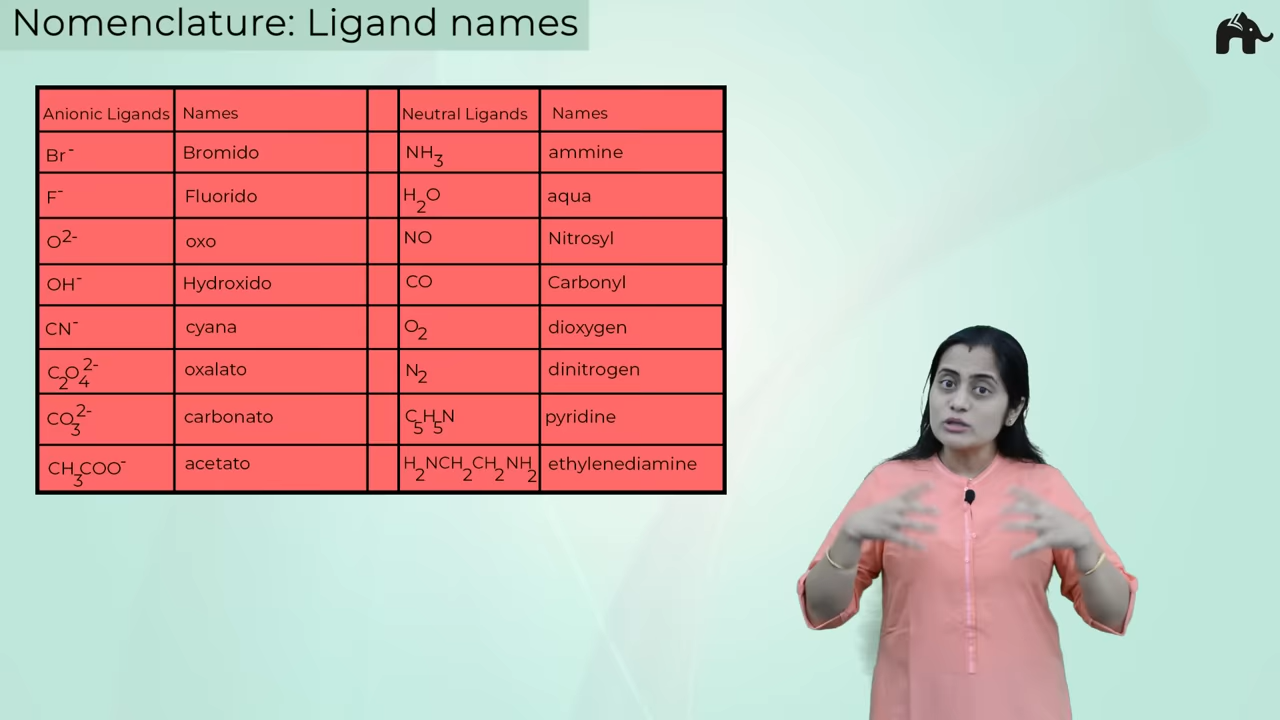 Nomenclature: Ligand names
Anionic Ligands Names Neutral Ligands Names
Br⁻ Bromido NH₃ ammine
F⁻ Fluorido H₂O aqua
O²⁻ oxo NO Nitrosyl
OH⁻ Hydroxido CO Carbonyl
CN⁻ cyana O₂ dioxygen
C₂O₄²⁻ oxalato N₂ dinitrogen
CO₃²⁻ carbonato C₅H₅N pyridine
CH₃COO⁻ acetato H₂NCH₂CH₂NH₂ ethylenediamine